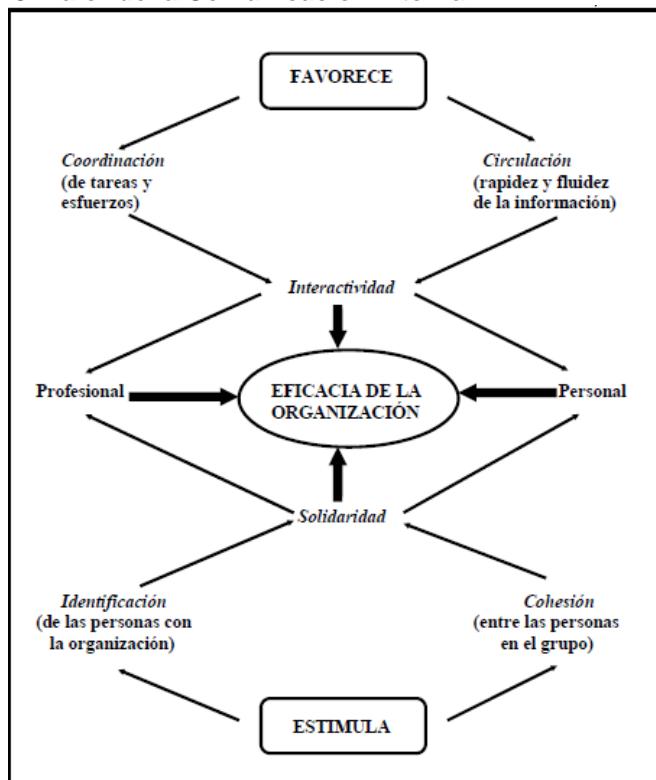 FAVORECE
Coordinación
(de tareas y
esfuerzos)
Circulación
(rapidez y fluidez
de la información)
Interactividad
Profesional
EFICACIA DE LA
ORGANIZACIÓN
Personal
Solidaridad
Identificación
(de las personas con
la organización)
Cohesión
(entre las personas
en el grupo)
ESTIMULA